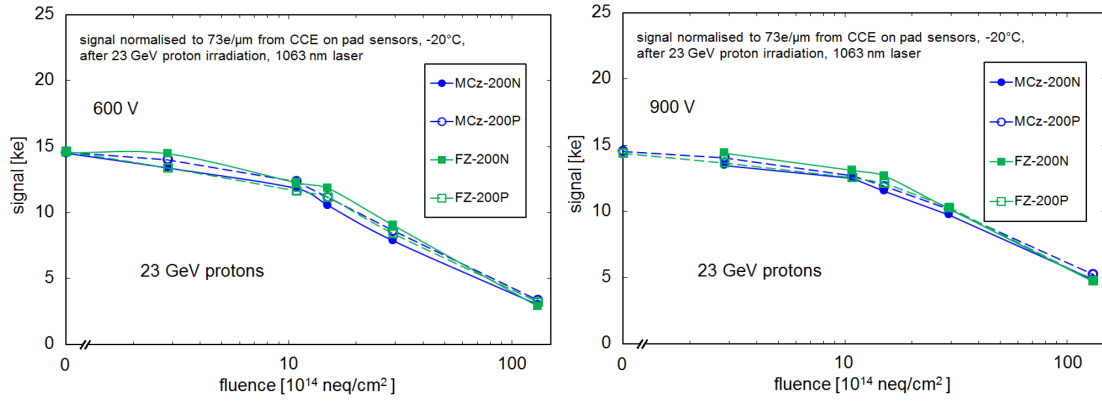 signal normalised to 73e/µm from CCE on pad sensors, -20°C,
after 23 GeV proton irradiation, 1063 nm laser
600 V
MCz-200N
MCz-200P
FZ-200N
FZ-200P
23 GeV protons
signal [ke]
25
20
15
10
5
0
0
10
100
fluence [10¹⁴ neq/cm²]
signal normalised to 73e/µm from CCE on pad sensors, -20°C,
after 23 GeV proton irradiation, 1063 nm laser
900 V
MCz-200N
MCz-200P
FZ-200N
FZ-200P
23 GeV protons
signal [ke]
25
20
15
10
5
0
0
10
100
fluence [10¹⁴ neq/cm²]